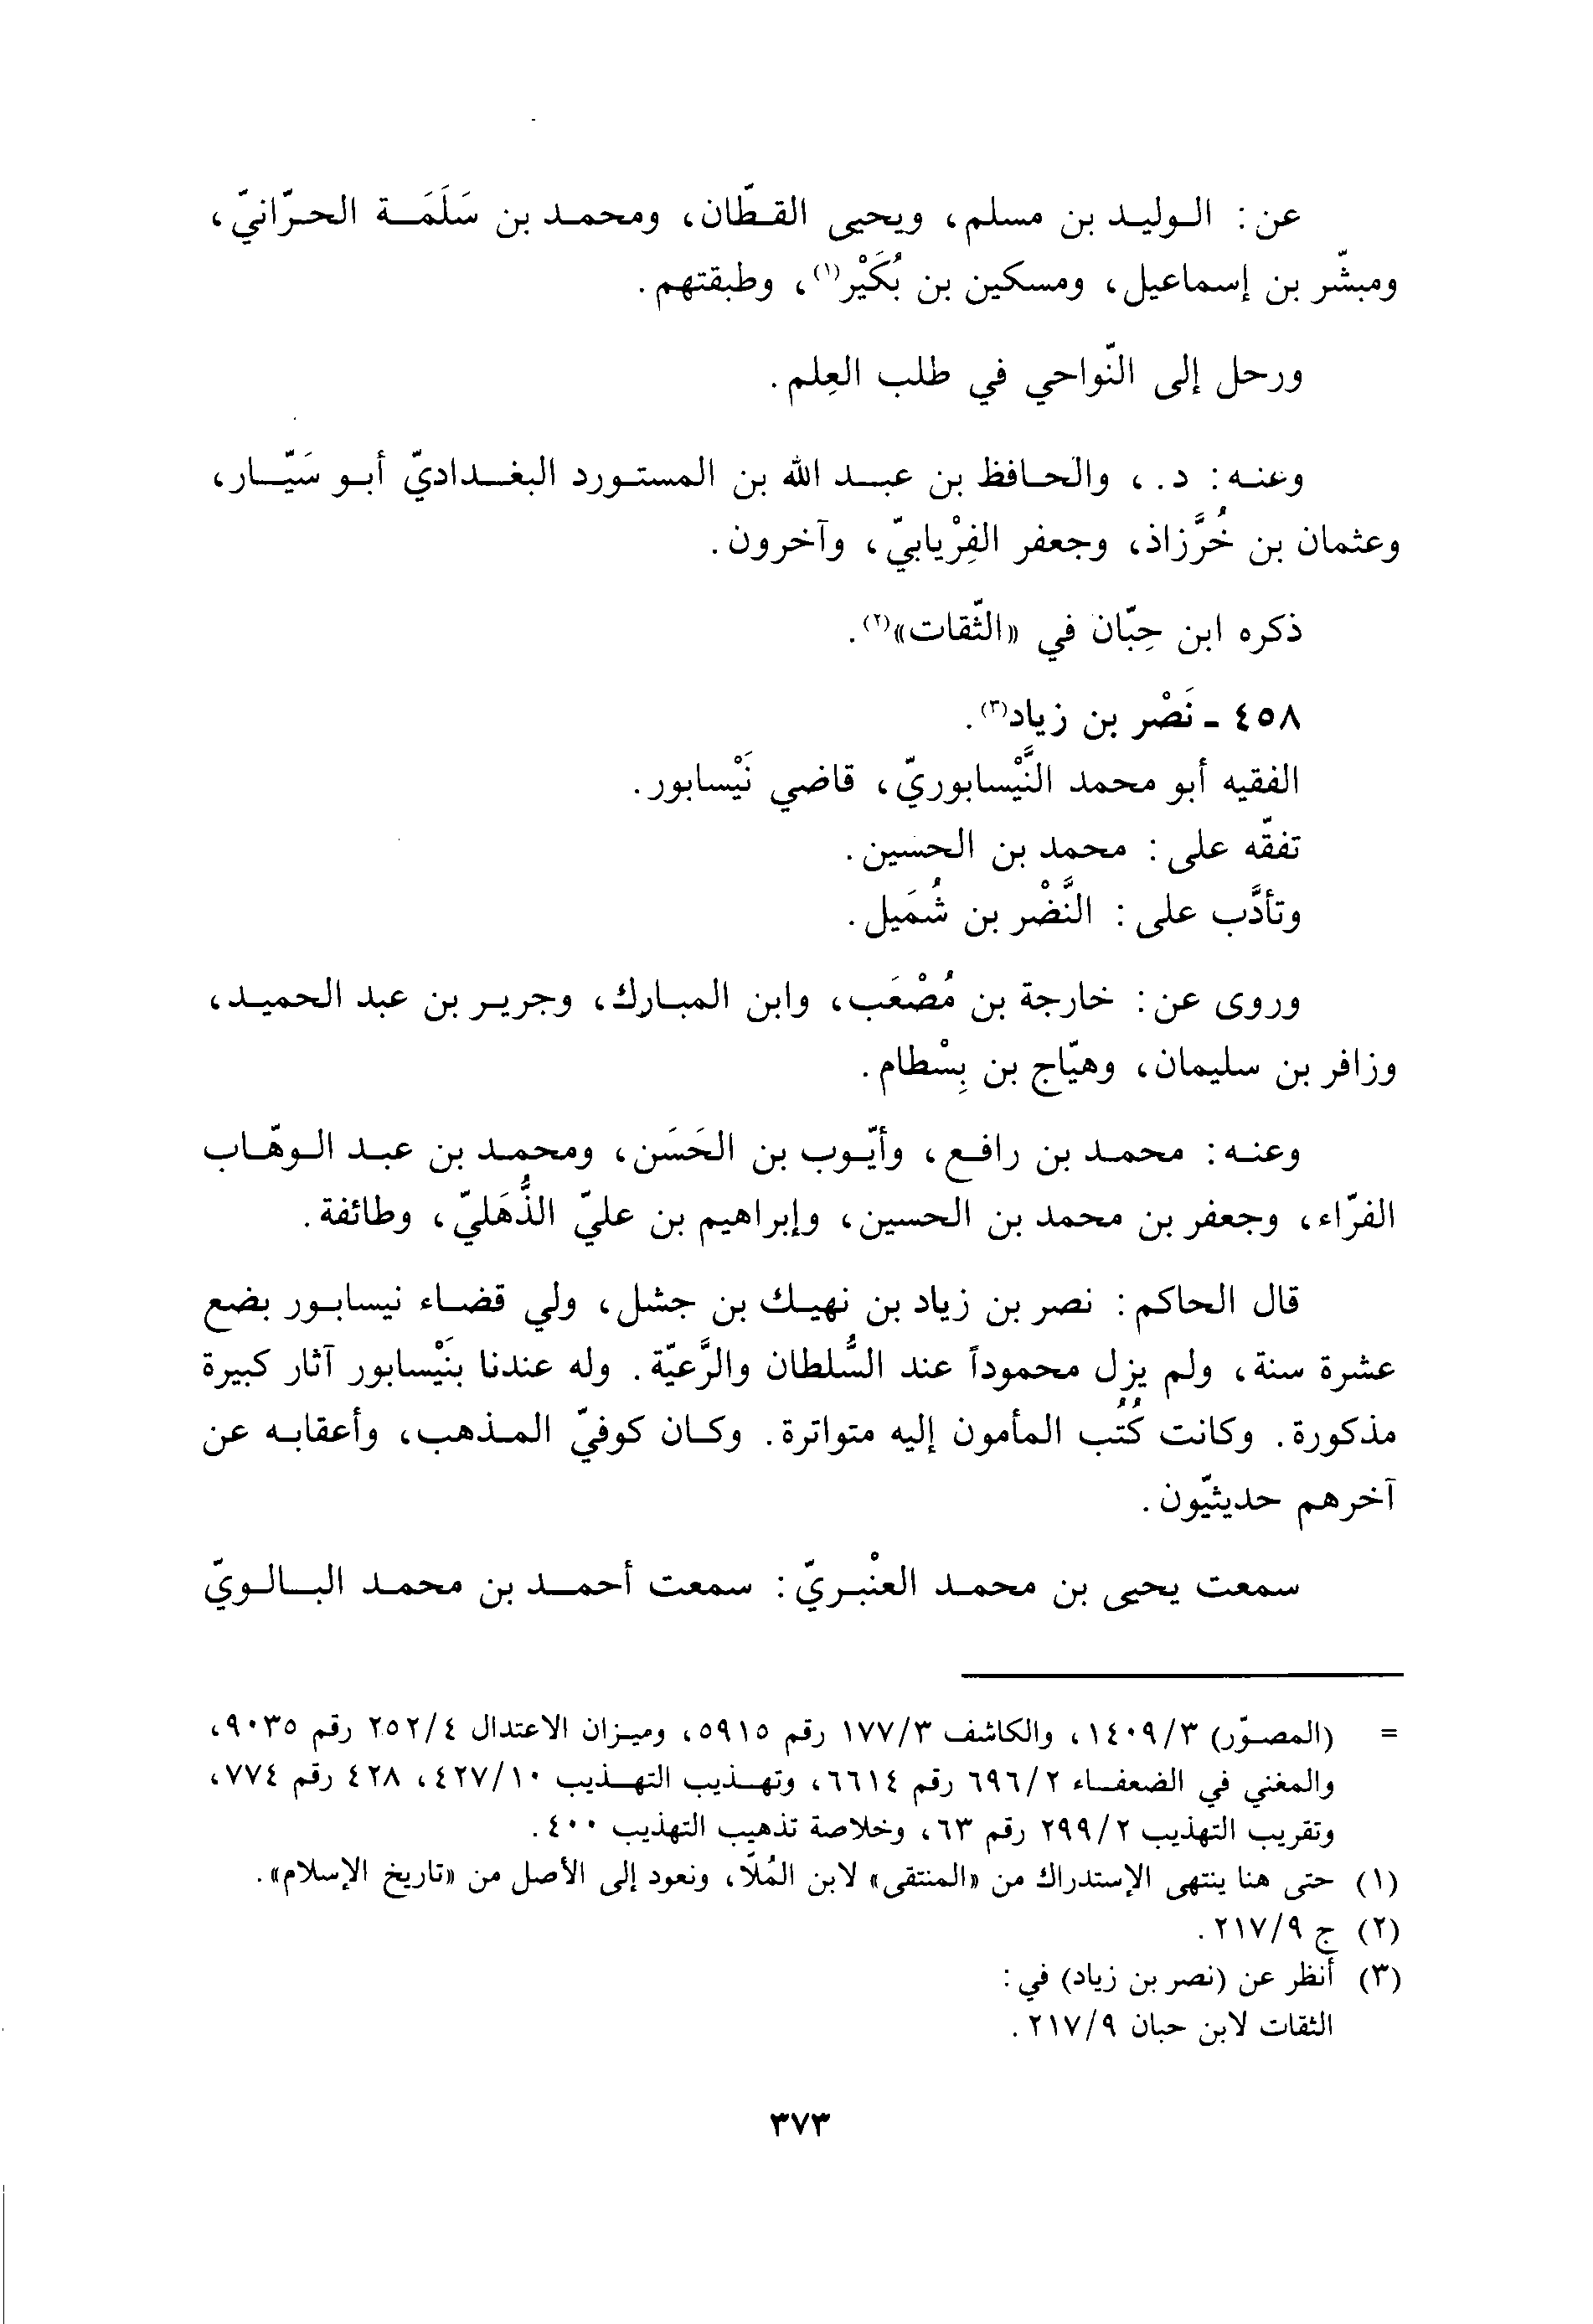 عن: الوليد بن مسلم، ويحيى القطّان، ومحمد بن سَلَمَة الحرّانيّ،
ومبشّر بن إسماعيل، ومسكين بن بُكَيْر(١)، وطبقتهم.
ورحل إلى النّواحي في طلب العِلم.
وعنه: د.، والحافظ بن عبد الله بن المستورد البغداديّ أبو سَيّار،
وعثمان بن خُرَّزاذ، وجعفر الفِرْيابيّ، وآخرون.
ذكره ابن حِبّان في «الثّقات»(٢).
٤٥٨ - نَصْر بن زياد(٣).
الفقيه أبو محمد النَّيْسابوريّ، قاضي نَيْسابور.
تفقّه على: محمد بن الحسين.
وتأدَّب على: النَّضْر بن شُمَيل.
وروى عن: خارجة بن مُصْعَب، وابن المبارك، وجرير بن عبد الحميد،
وزافر بن سليمان، وهيّاج بن بِسْطام.
وعنه: محمد بن رافع، وأيّوب بن الحَسَن، ومحمد بن عبد الوهّاب
الفرّاء، وجعفر بن محمد بن الحسين، وإبراهيم بن عليّ الذُّهَليّ، وطائفة.
قال الحاكم: نصر بن زياد بن نهيك بن جشل، ولي قضاء نيسابور بضع
عشرة سنة، ولم يزل محموداً عند السُّلطان والرَّعيّة. وله عندنا بنَيْسابور آثار كبيرة
مذكورة. وكانت كُتُب المأمون إليه متواترة. وكان كوفيّ المذهب، وأعقابه عن
آخرهم حديثيّون.
سمعت يحيى بن محمد العنْبريّ: سمعت أحمد بن محمد البالويّ
= (المصوّر) ١٤٠٩/٣، والكاشف ١٧٧/٣ رقم ٥٩١٥، وميزان الاعتدال ٢٥٢/٤ رقم ٩٠٣٥،
والمغني في الضعفاء ٦٩٦/٢ رقم ٦٦١٤، وتهذيب التهذيب ٤٢٧/١٠، ٤٢٨ رقم ٧٧٤،
وتقريب التهذيب ٢٩٩/٢ رقم ٦٣، وخلاصة تذهيب التهذيب ٤٠٠.
(١) حتى هنا ينتهي الإستدراك من «المنتقى» لابن المُلّا، ونعود إلى الأصل من «تاريخ الإسلام».
(٢) ج ٢١٧/٩.
(٣) أنظر عن (نصر بن زياد) في:
الثقات لابن حبان ٢١٧/٩.
٣٧٣